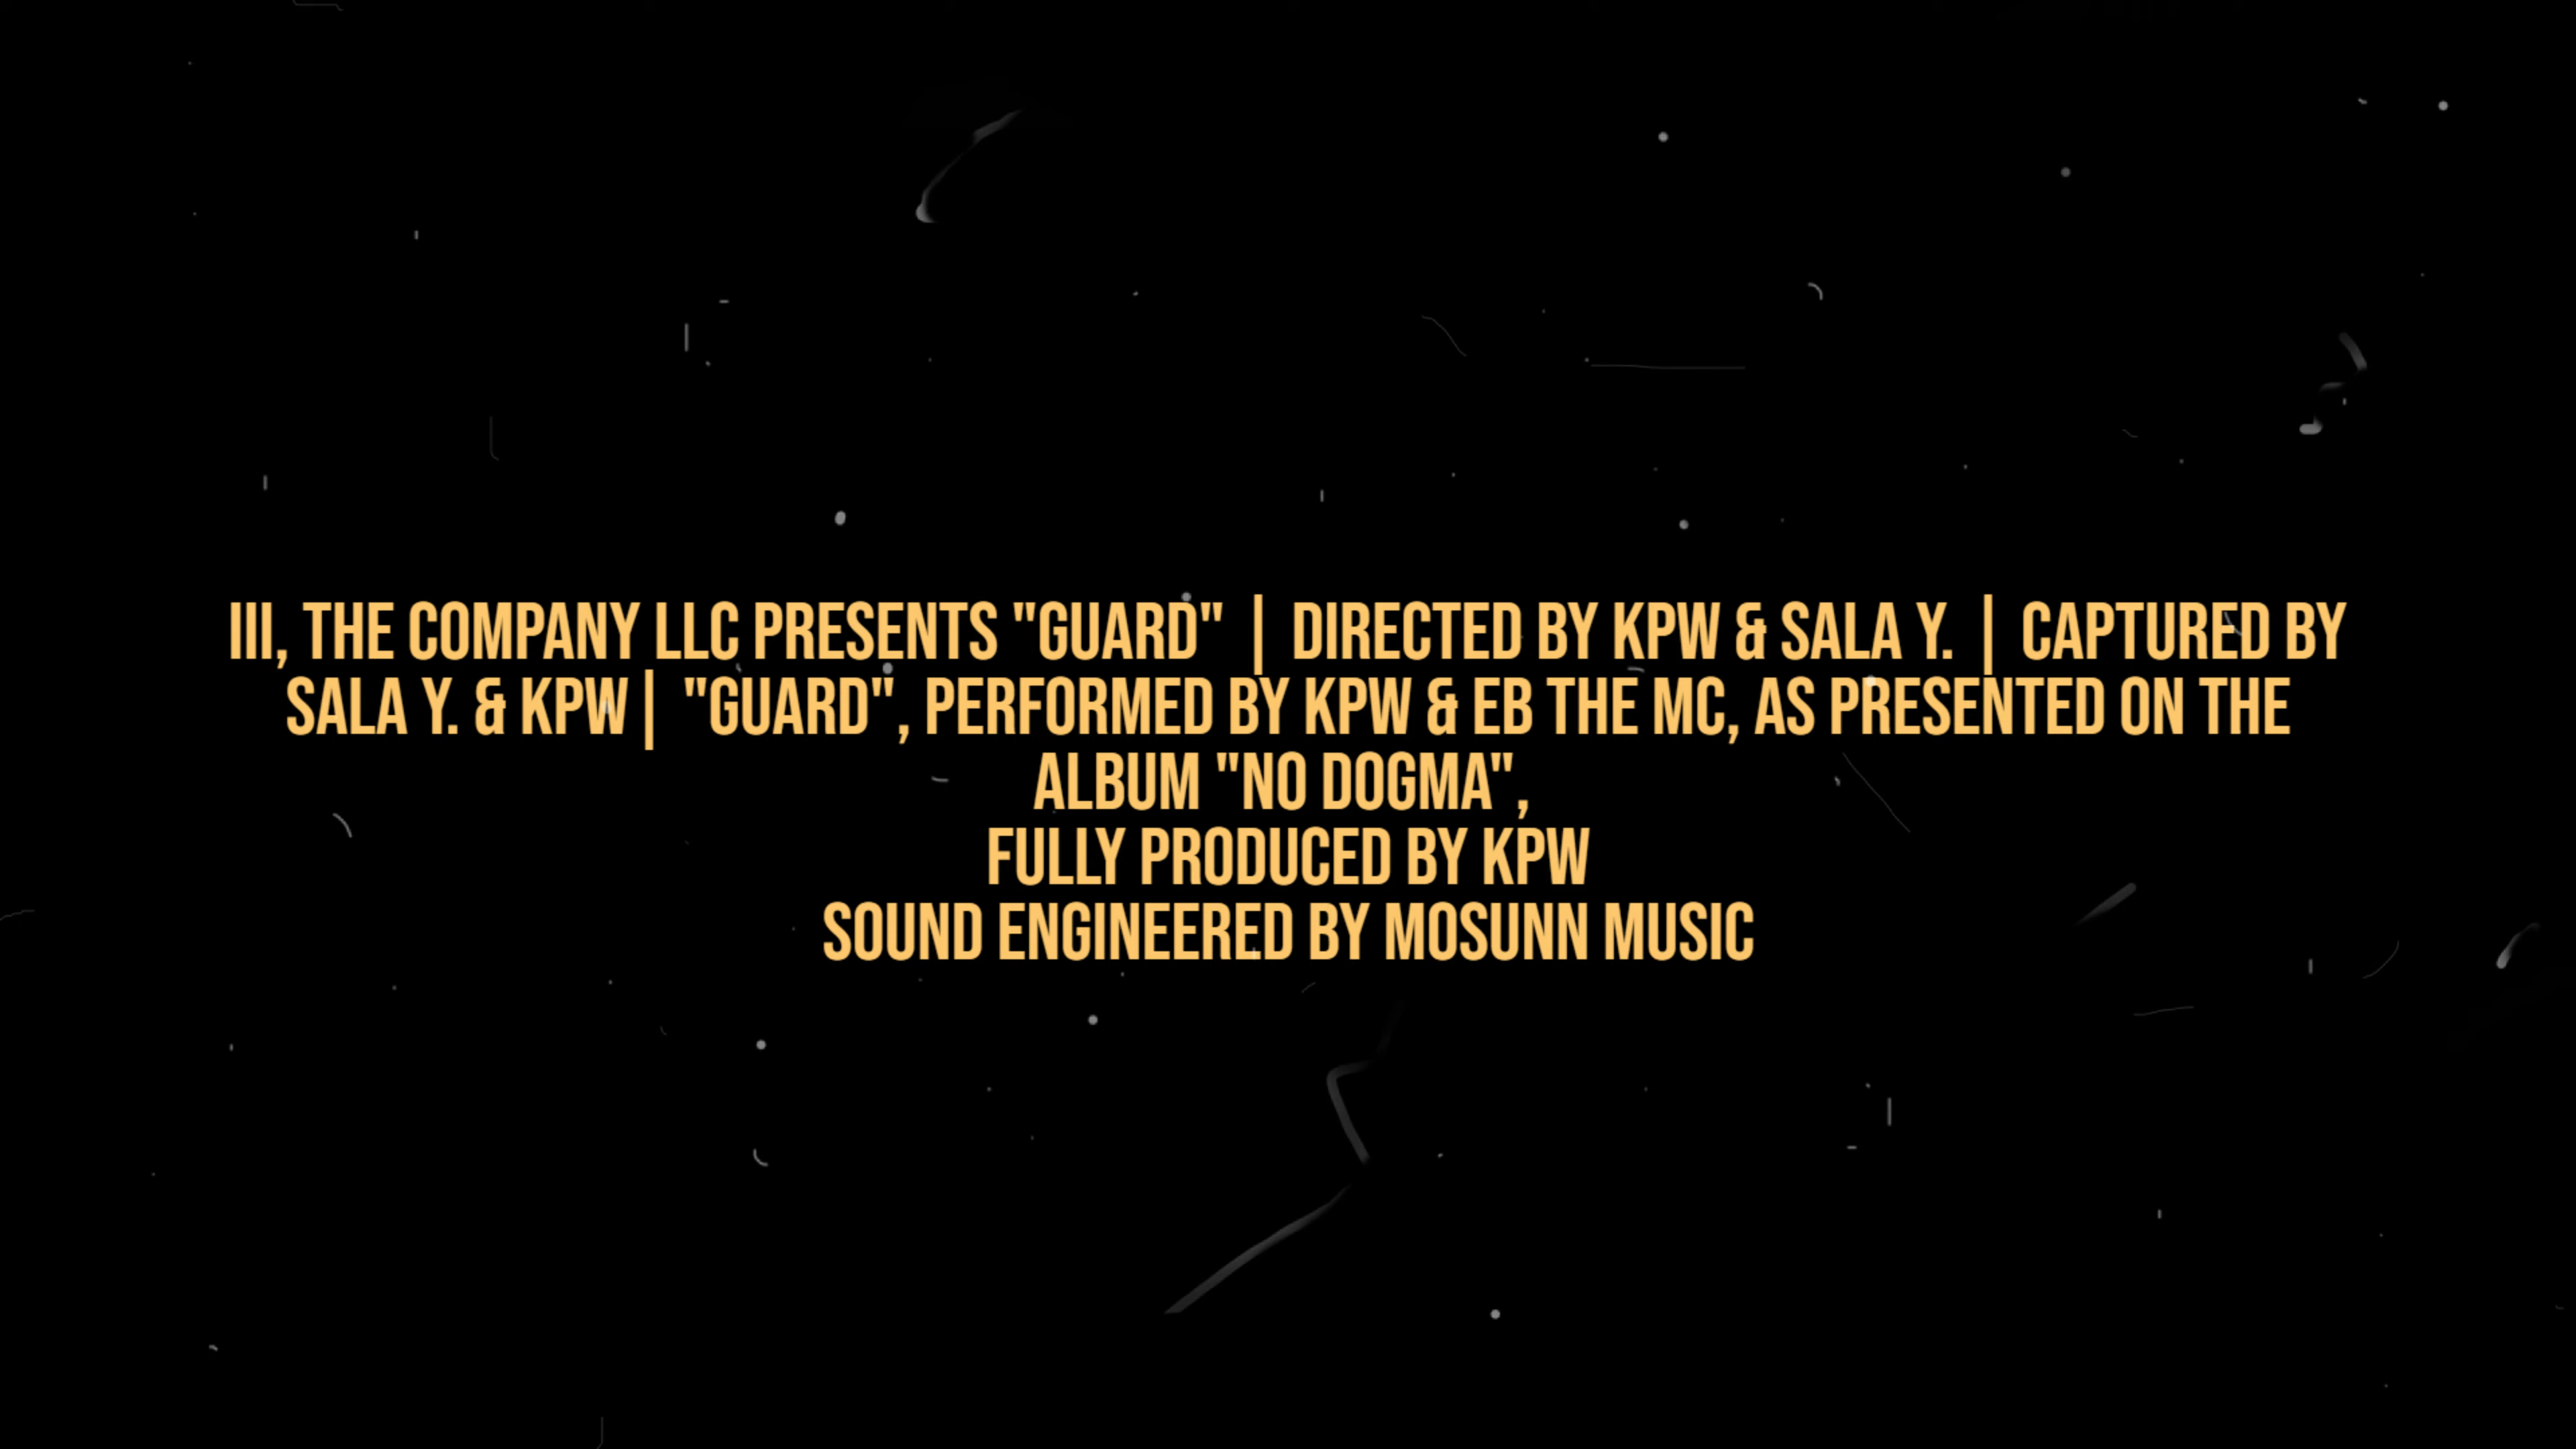 III, THE COMPANY LLC PRESENTS "GUARD" | DIRECTED BY KPW & SALA Y. | CAPTURED BY
SALA Y. & KPW| "GUARD", PERFORMED BY KPW & EB THE MC, AS PRESENTED ON THE
ALBUM "NO DOGMA",
FULLY PRODUCED BY KPW
SOUND ENGINEERED BY MOSUNN MUSIC